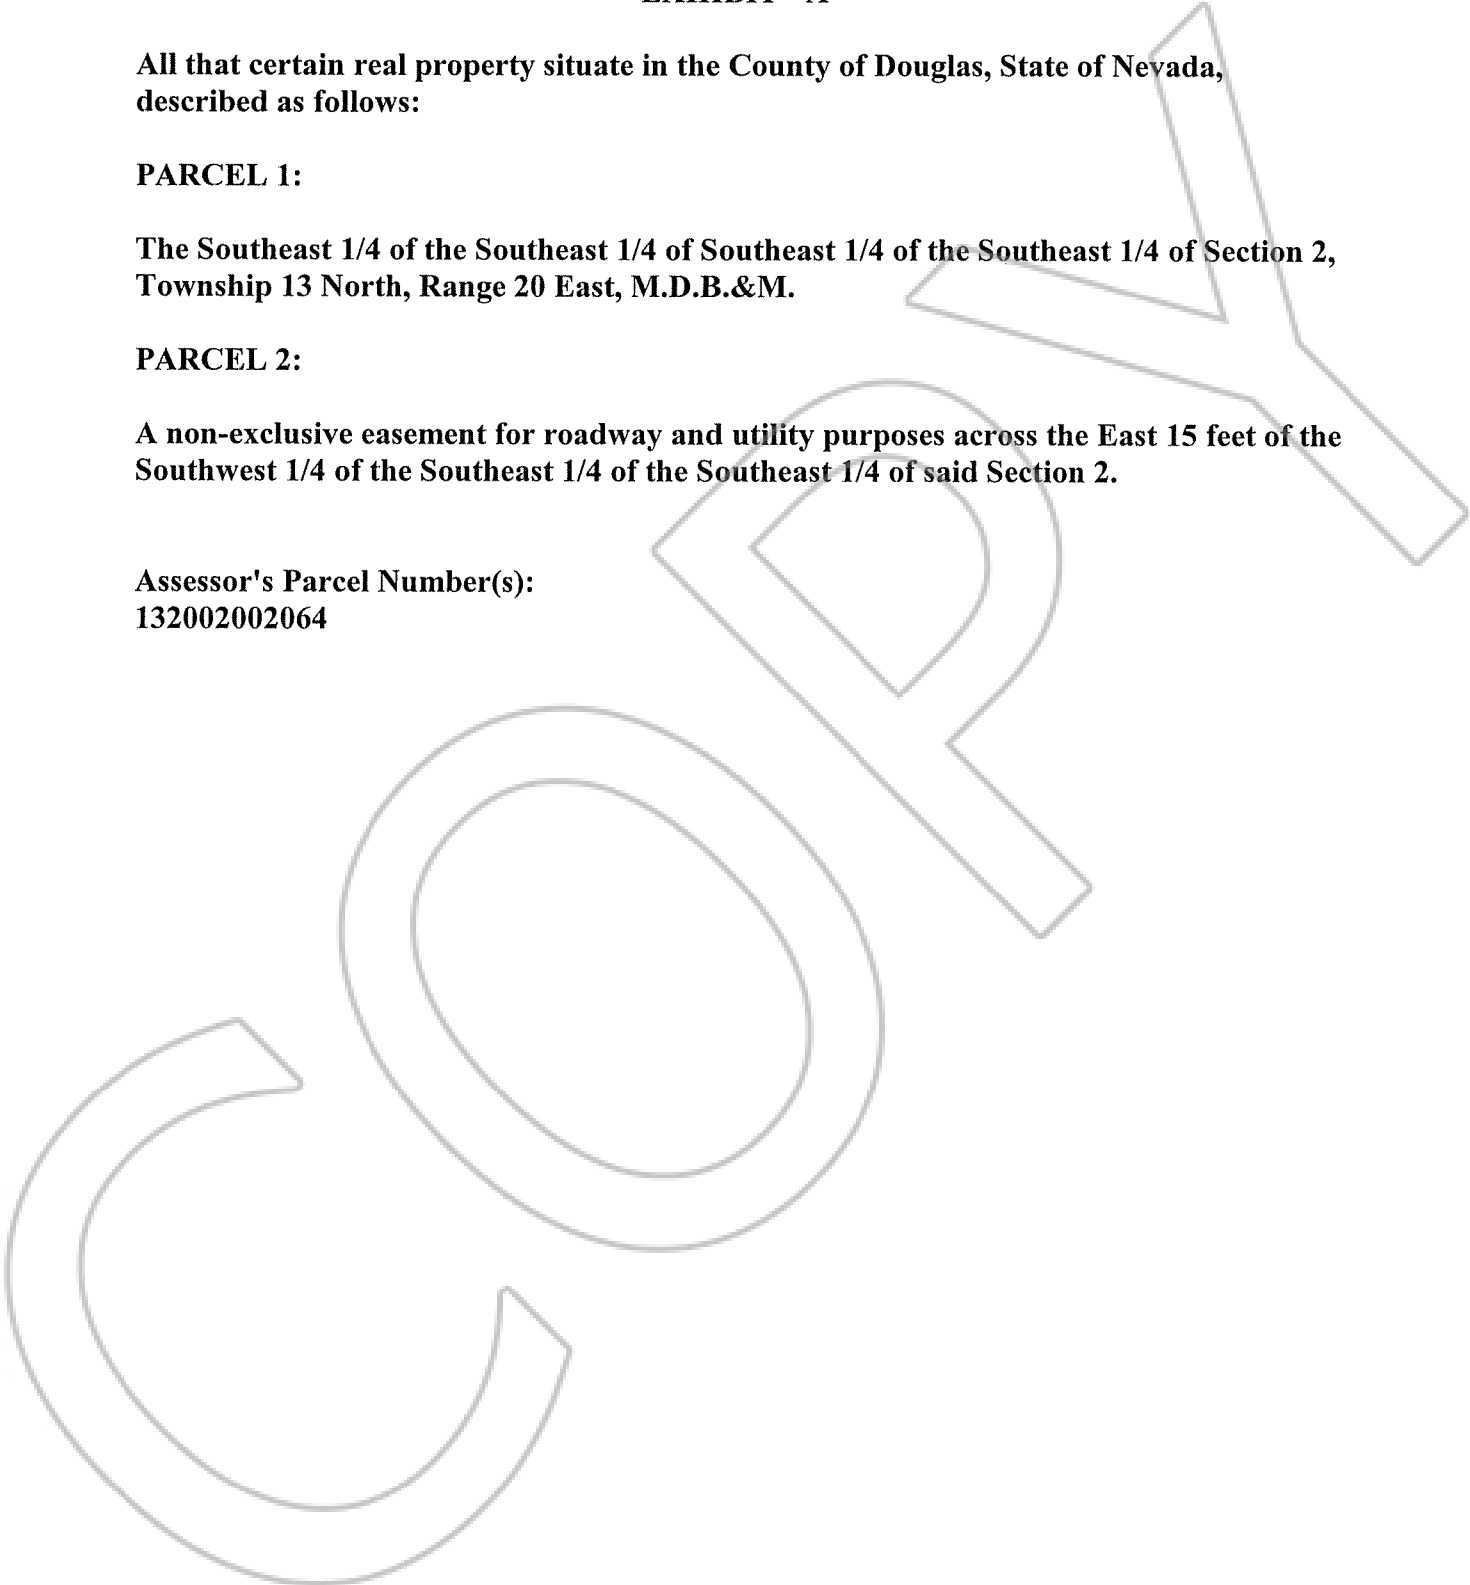 All that certain real property situate in the County of Douglas, State of Nevada,
described as follows:
PARCEL 1:
The Southeast 1/4 of the Southeast 1/4 of Southeast 1/4 of the Southeast 1/4 of Section 2,
Township 13 North, Range 20 East, M.D.B.&M.
PARCEL 2:
A non-exclusive easement for roadway and utility purposes across the East 15 feet of the
Southwest 1/4 of the Southeast 1/4 of the Southeast 1/4 of said Section 2.
Assessor's Parcel Number(s):
132002002064
COPY